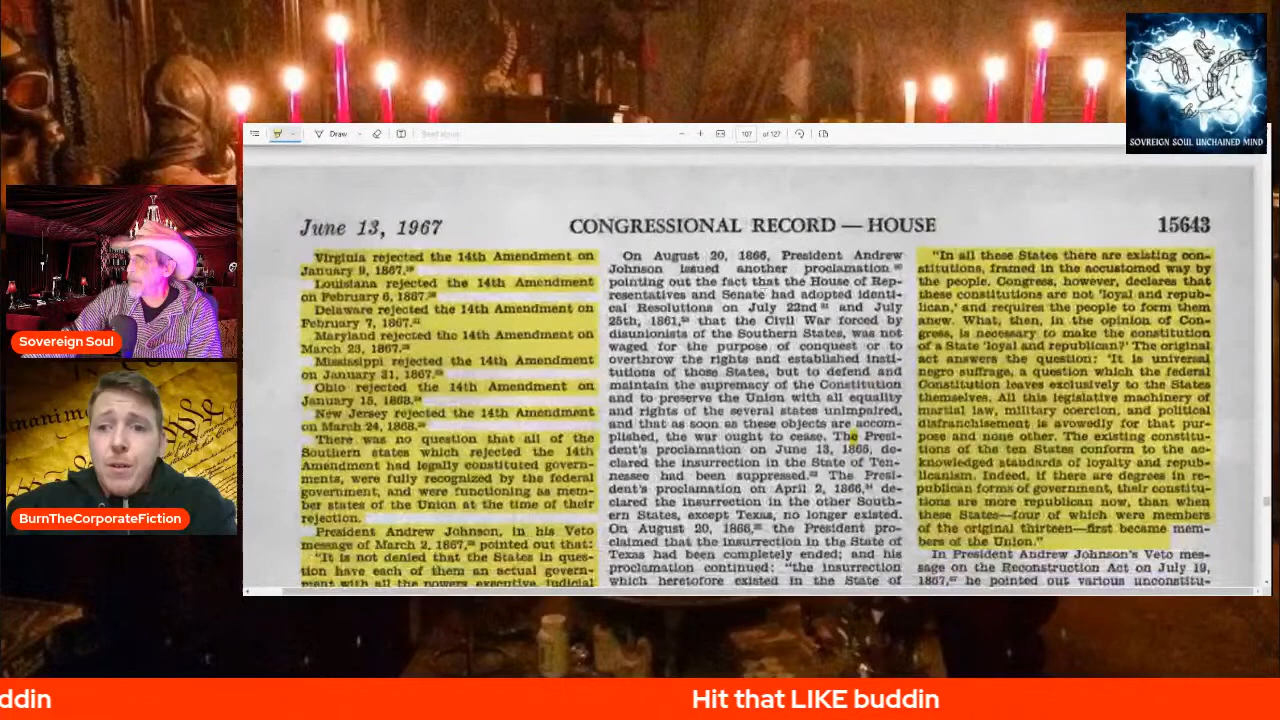 SOVREIGN SOUL UNCHAINED MIND
Draw
107
of 127
June 13, 1967
CONGRESSIONAL RECORD — HOUSE
15643
Virginia rejected the 14th Amendment on
January 9, 1867.
Louisiana rejected the 14th Amendment
on February 6, 1867.
Delaware rejected the 14th Amendment on
February 7, 1867.
Maryland rejected the 14th Amendment on
March 23, 1867.
Mississippi rejected the 14th Amendment
on January 31, 1867.
Ohio rejected the 14th Amendment on
January 15, 1868.
New Jersey rejected the 14th Amendment
on March 24, 1868.
There was no question that all of the
Southern states which rejected the 14th
Amendment had legally constituted govern-
ments, were fully recognized by the federal
government, and were functioning as mem-
ber states of the Union at the time of their
rejection.
President Andrew Johnson, in his Veto
message of March 2, 1867, pointed out that:
"It is not denied that the States in ques-
tion have each of them an actual govern-
ment with all the powers executive judicial
On August 20, 1866, President Andrew
Johnson issued another proclamation
pointing out the fact that the House of Rep-
resentatives and Senate had adopted identi-
cal Resolutions on July 22nd and July
25th, 1861, that the Civil War forced by
disunionists of the Southern States, was not
waged for the purpose of conquest or to
overthrow the rights and established insti-
tutions of those States, but to defend and
maintain the supremacy of the Constitution
and to preserve the Union with all equality
and rights of the several states unimpaired,
and that as soon as these objects are accom-
plished, the war ought to cease. The Presi-
dent's proclamation on June 13, 1865, de-
clared the insurrection in the State of Ten-
nessee had been suppressed. The Presi-
dent's proclamation on April 2, 1866, de-
clared the insurrection in the other South-
ern States, except Texas, no longer existed.
On August 20, 1866, the President pro-
claimed that the insurrection in the State of
Texas had been completely ended; and his
proclamation continued: "the insurrection
which heretofore existed in the State of
"In all these States there are existing con-
stitutions, framed in the accustomed way by
the people. Congress, however, declares that
these constitutions are not 'loyal and repub-
lican,' and requires the people to form them
anew. What, then, in the opinion of Con-
gress, is necessary to make the constitution
of a State 'loyal and republican?' The original
act answers the question: 'It is universal
negro suffrage, a question which the federal
Constitution leaves exclusively to the States
themselves. All this legislative machinery of
martial law, military coercion, and political
disfranchisement is avowedly for that pur-
pose and none other. The existing constitu-
tions of the ten States conform to the ac-
knowledged standards of loyalty and repub-
licanism. Indeed, if there are degrees in re-
publican forms of government, their constitu-
tions are more republican now, than when
these States—four of which were members
of the original thirteen—first became mem-
bers of the Union."
In President Andrew Johnson's Veto mes-
sage on the Reconstruction Act on July 19,
1867, he pointed out various unconstitu-
Sovereign Soul
BurnTheCorporateFiction
ddin
Hit that LIKE buddin